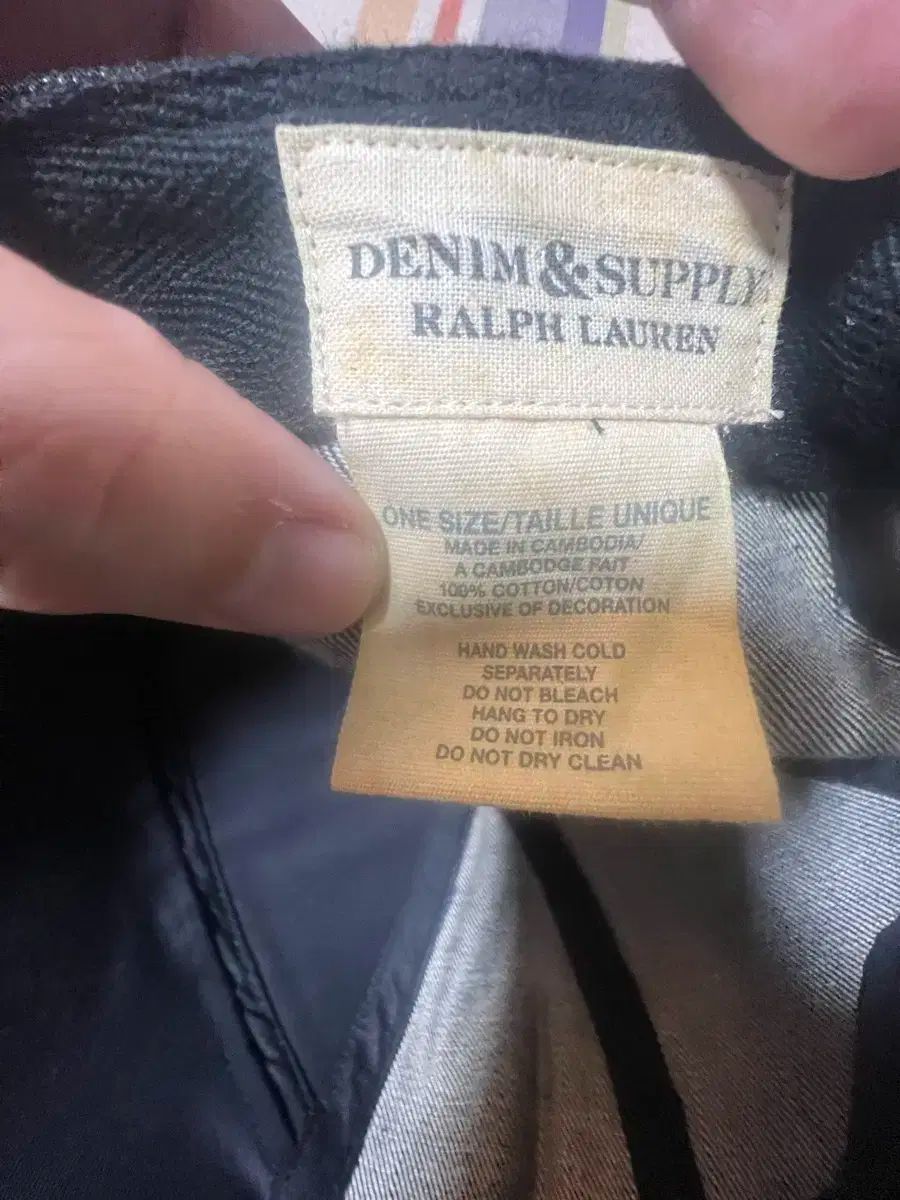 DENIM & SUPPLY
RALPH LAUREN
ONE SIZE/TAILLE UNIQUE
MADE IN CAMBODIA/
A CAMBODGE FAIT
100% COTTON/COTON
EXCLUSIVE OF DECORATION
HAND WASH COLD
SEPARATELY
DO NOT BLEACH
HANG TO DRY
DO NOT IRON
DO NOT DRY CLEAN